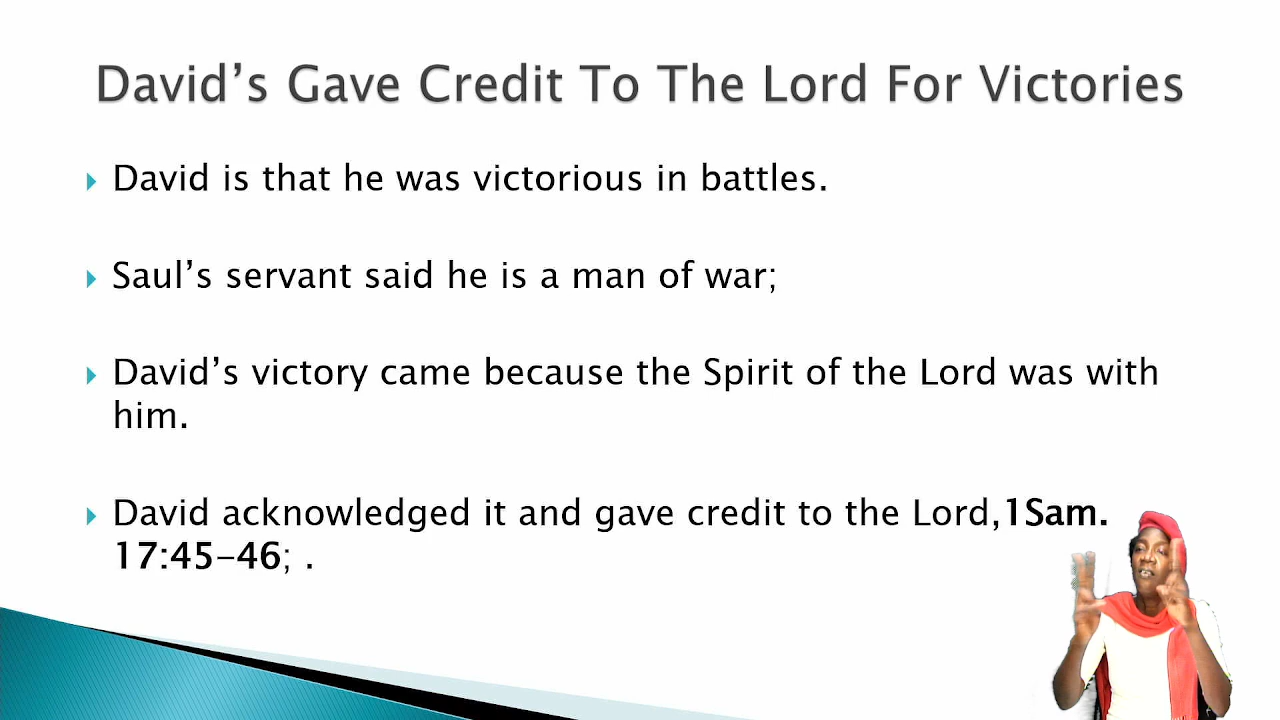 David’s Gave Credit To The Lord For Victories
David is that he was victorious in battles.
Saul’s servant said he is a man of war;
David’s victory came because the Spirit of the Lord was with
him.
David acknowledged it and gave credit to the Lord,1Sam.
17:45-46; .